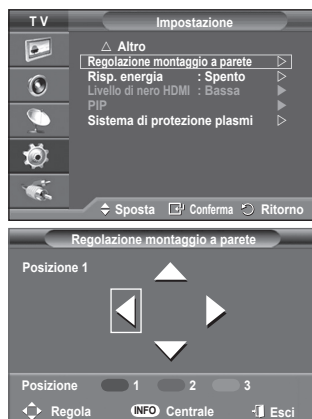 T V
Impostazione
△ Altro
Regolazione montaggio a parete
Risp. energia : Spento
Livello di nero HDMI : Bassa
PIP
Sistema di protezione plasmi
Sposta Conferma Ritorno
Regolazione montaggio a parete
Posizione 1
Posizione 1 2 3
Regola INFO Centrale Esci